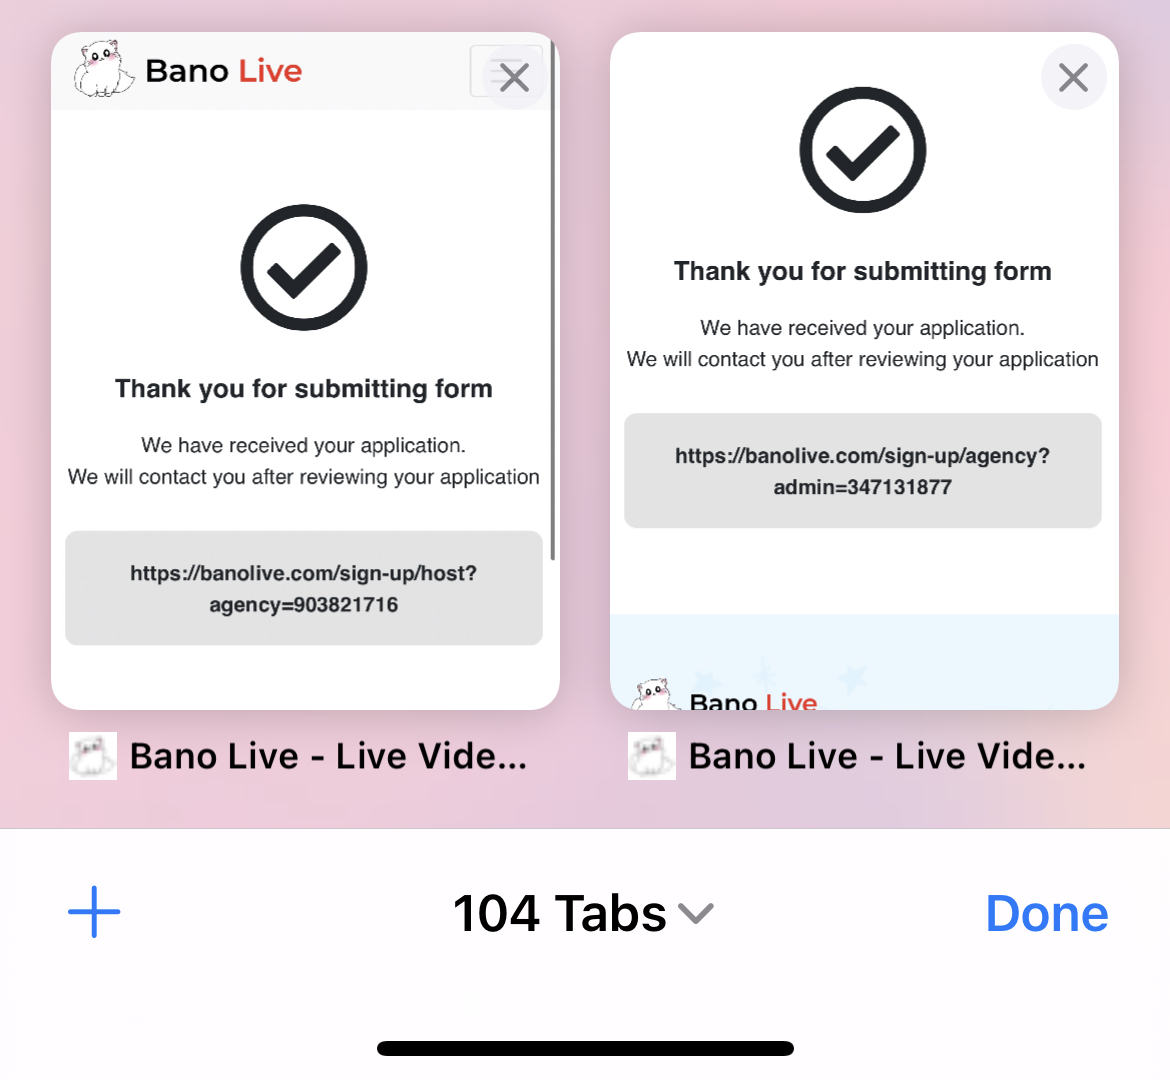 Bano Live
Thank you for submitting form
We have received your application.
We will contact you after reviewing your application
https://banolive.com/sign-up/host?
agency=903821716
Bano Live - Live Vide...
Thank you for submitting form
We have received your application.
We will contact you after reviewing your application
https://banolive.com/sign-up/agency?
admin=347131877
Bano Live
Bano Live - Live Vide...
104 Tabs
Done